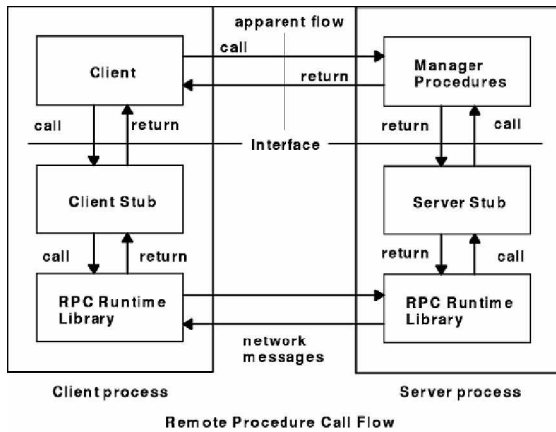 apparent flow
call
Client
return
Manager
Procedures
call
return
return
call
Interface
Client Stub
Server Stub
call
return
return
call
RPC Runtime
Library
RPC Runtime
Library
network
messages
Client process
Server process
Remote Procedure Call Flow